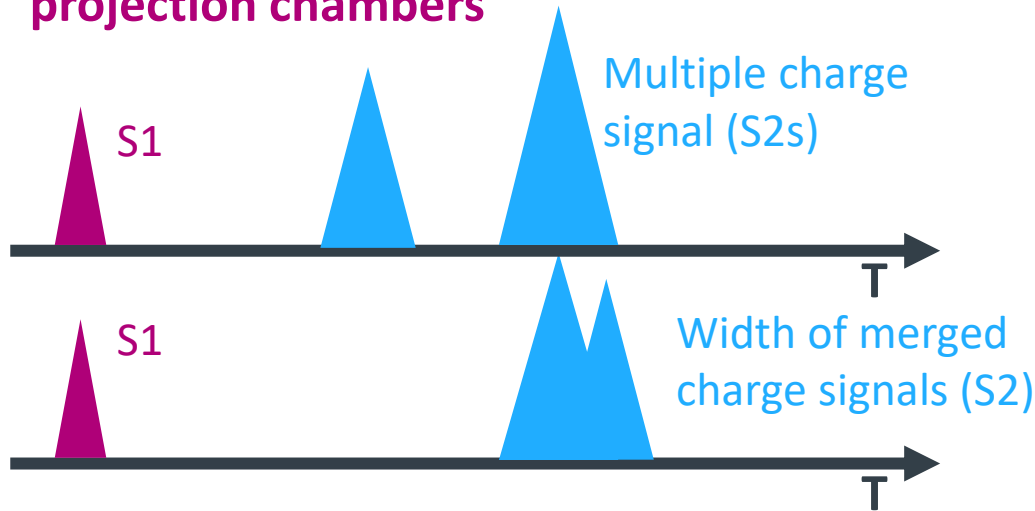 projection chambers
Multiple charge
signal (S2s)
S1
T
S1
Width of merged
charge signals (S2)
T